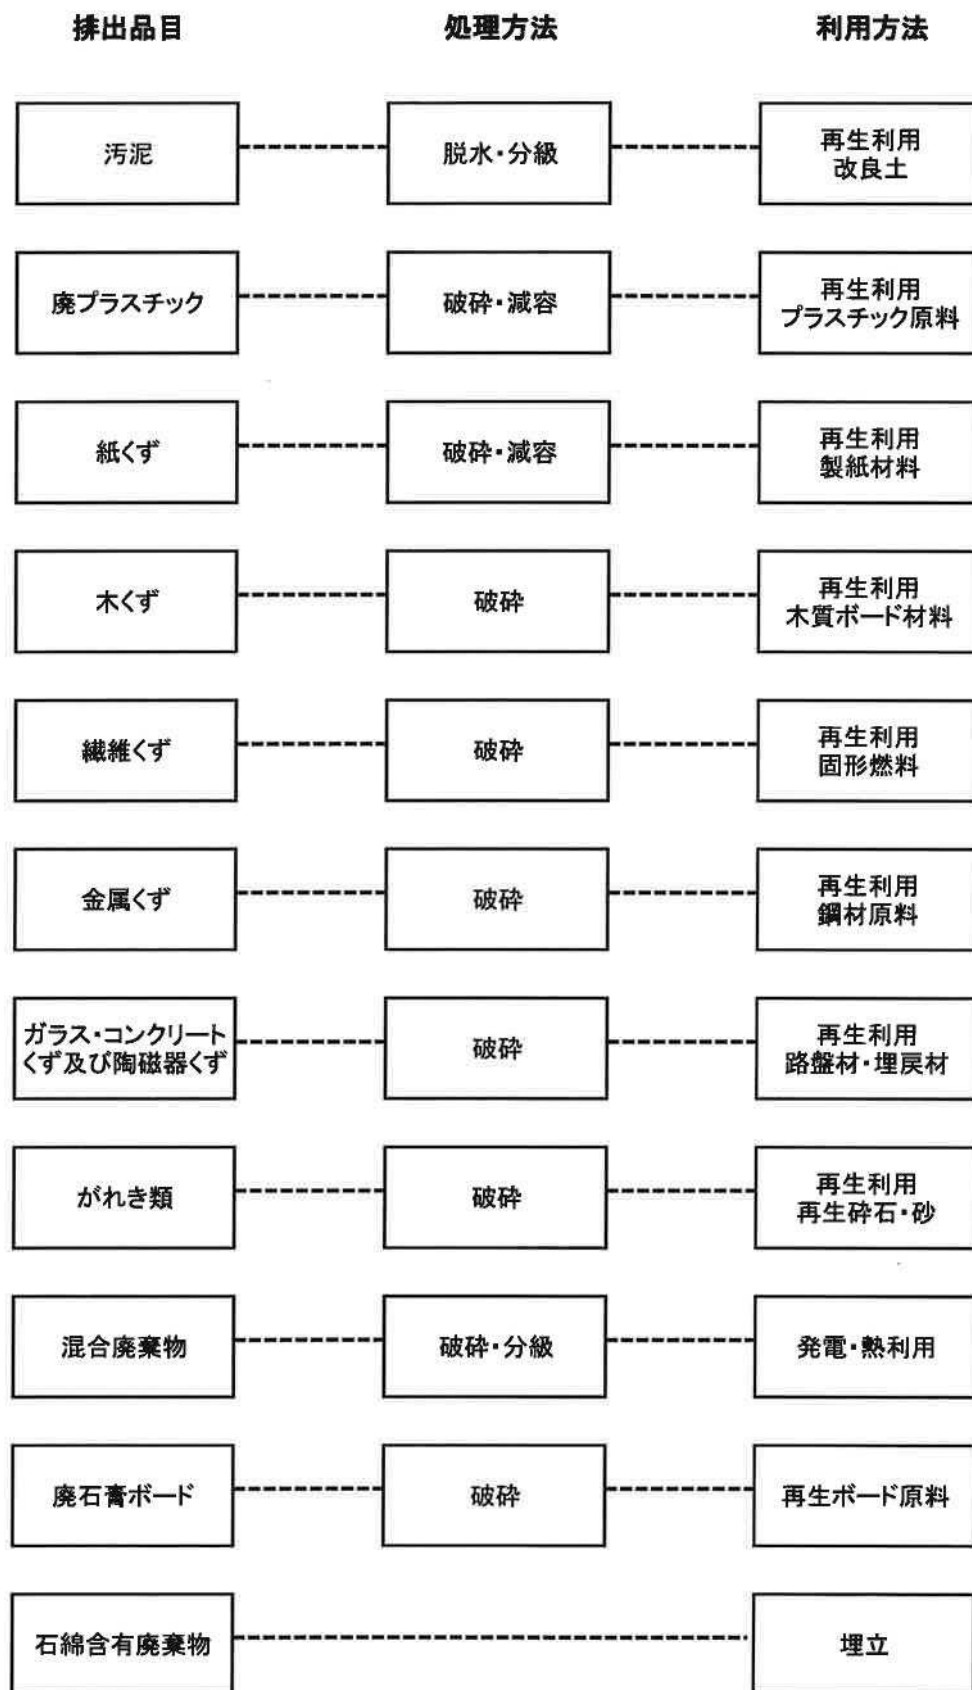 排出品目
処理方法
利用方法
汚泥
脱水・分級
再生利用
改良土
廃プラスチック
破砕・減容
再生利用
プラスチック原料
紙くず
破砕・減容
再生利用
製紙材料
木くず
破砕
再生利用
木質ボード材料
繊維くず
破砕
再生利用
固形燃料
金属くず
破砕
再生利用
鋼材原料
ガラス・コンクリート
くず及び陶磁器くず
破砕
再生利用
路盤材・埋戻材
がれき類
破砕
再生利用
再生砕石・砂
混合廃棄物
破砕・分級
発電・熱利用
廃石膏ボード
破砕
再生ボード原料
石綿含有廃棄物
埋立